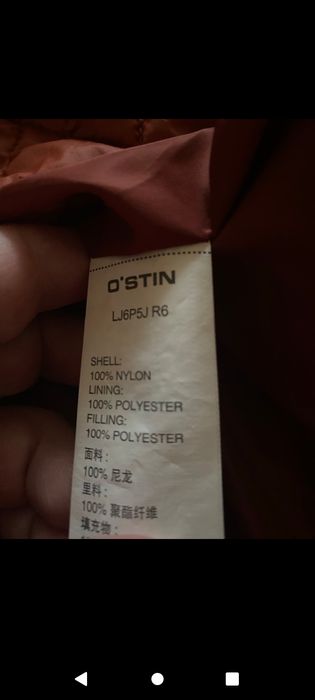 O'STIN
LJ6P5J R6
SHELL:
100% NYLON
LINING:
100% POLYESTER
FILLING:
100% POLYESTER
面料:
100% 尼龙
里料:
100% 聚酯纤维
填充物: